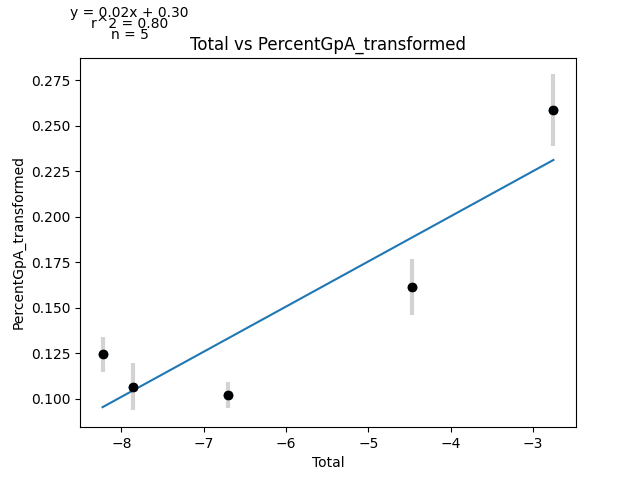 y = 0.02x + 0.30
r^2 = 0.80
n = 5
Total vs PercentGpA_transformed
PercentGpA_transformed
0.275
0.250
0.225
0.200
0.175
0.150
0.125
0.100
−8
−7
−6
−5
−4
−3
Total